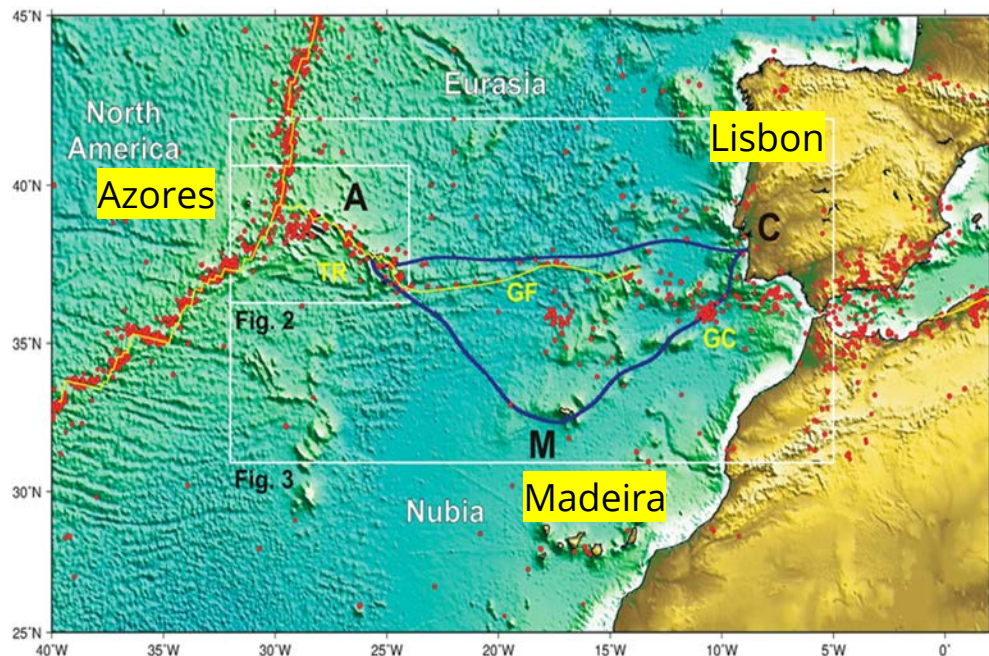 45°N
Eurasia
North
America
Lisbon
40°N
Azores
A
C
TR
GF
Fig. 2
GC
35°N
M
Fig. 3
Madeira
30°N
Nubia
25°N
40°W 35°W 30°W 25°W 20°W 15°W 10°W 5°W 0°